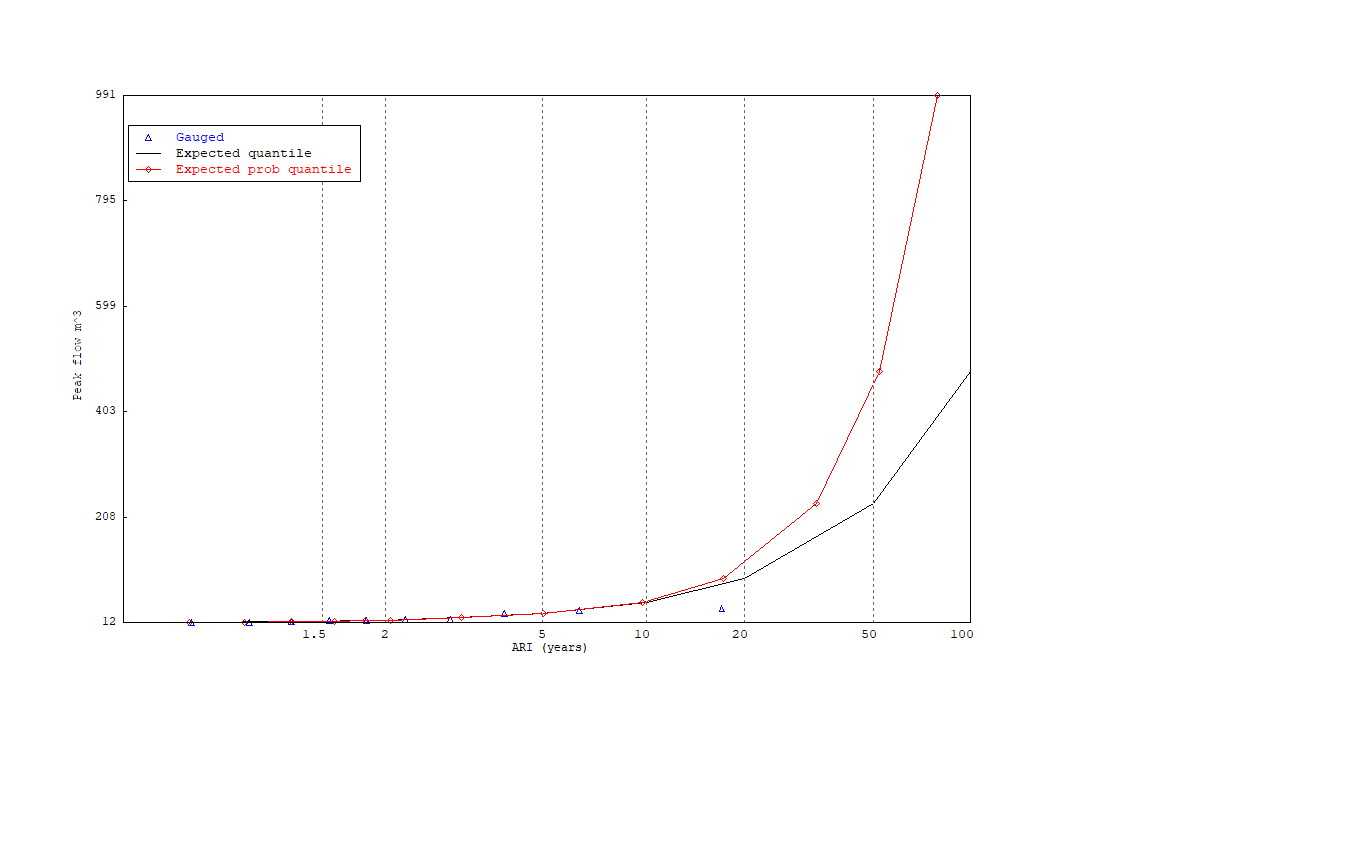 991
Gauged
Expected quantile
Expected prob quantile
795
599
Peak flow m^3
403
208
12
1.5 2 5 10 20 50 100
ARI (years)